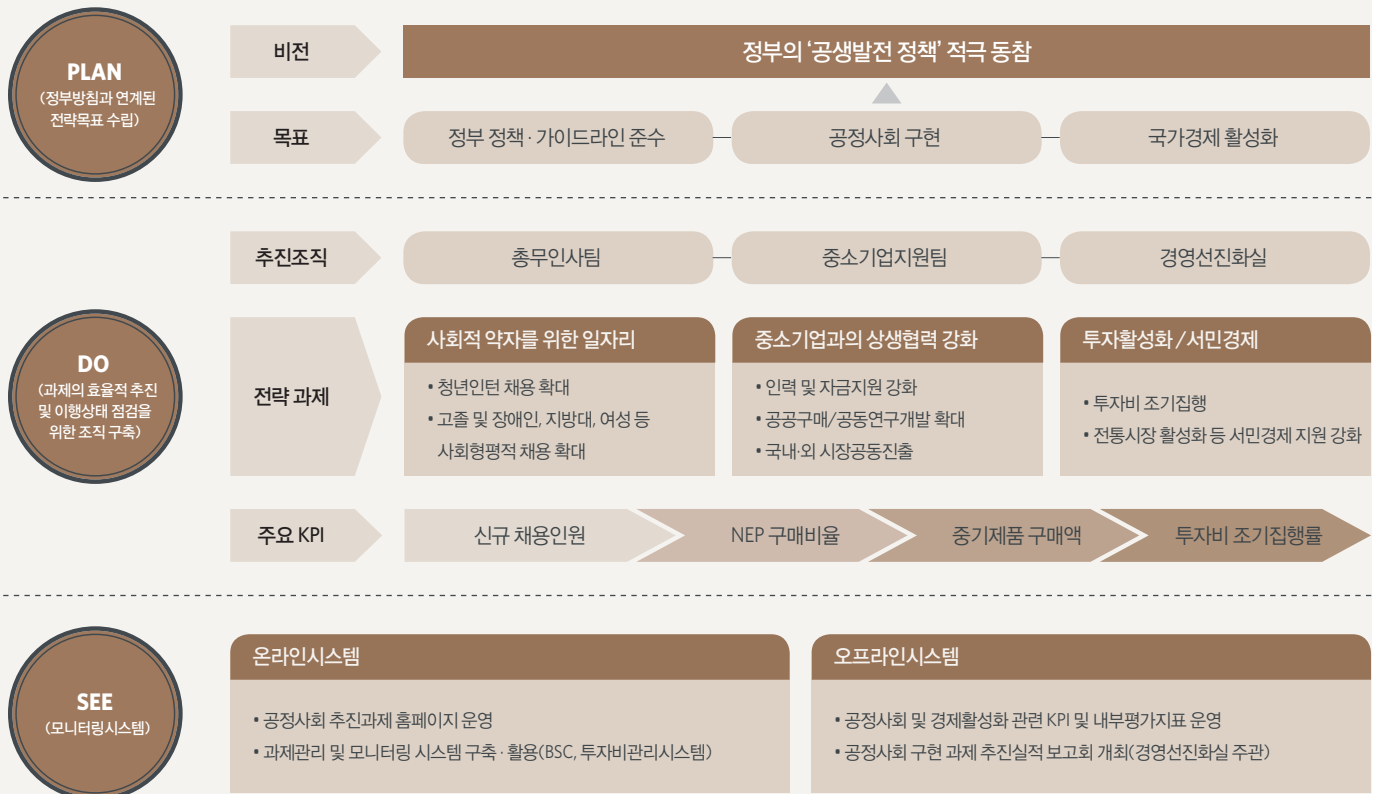 PLAN
(정부방침과 연계된
전략목표 수립)
비전
정부의 ‘공생발전 정책’ 적극 동참
목표
정부 정책 · 가이드라인 준수
공정사회 구현
국가경제 활성화
DO
(과제의 효율적 추진
및 이행상태 점검을
위한 조직 구축)
추진조직
총무인사팀
중소기업지원팀
경영선진화실
전략 과제
사회적 약자를 위한 일자리
• 청년인턴 채용 확대
• 고졸 및 장애인, 지방대, 여성 등
사회형평적 채용 확대
중소기업과의 상생협력 강화
• 인력 및 자금지원 강화
• 공공구매/공동연구개발 확대
• 국내·외 시장공동진출
투자활성화 /서민경제
• 투자비 조기집행
• 전통시장 활성화 등 서민경제 지원 강화
주요 KPI
신규 채용인원
NEP 구매비율
중기제품 구매액
투자비 조기집행률
SEE
(모니터링시스템)
온라인시스템
• 공정사회 추진과제 홈페이지 운영
• 과제관리 및 모니터링 시스템 구축 · 활용(BSC, 투자비관리시스템)
오프라인시스템
• 공정사회 및 경제활성화 관련 KPI 및 내부평가지표 운영
• 공정사회 구현 과제 추진실적 보고회 개최(경영선진화실 주관)